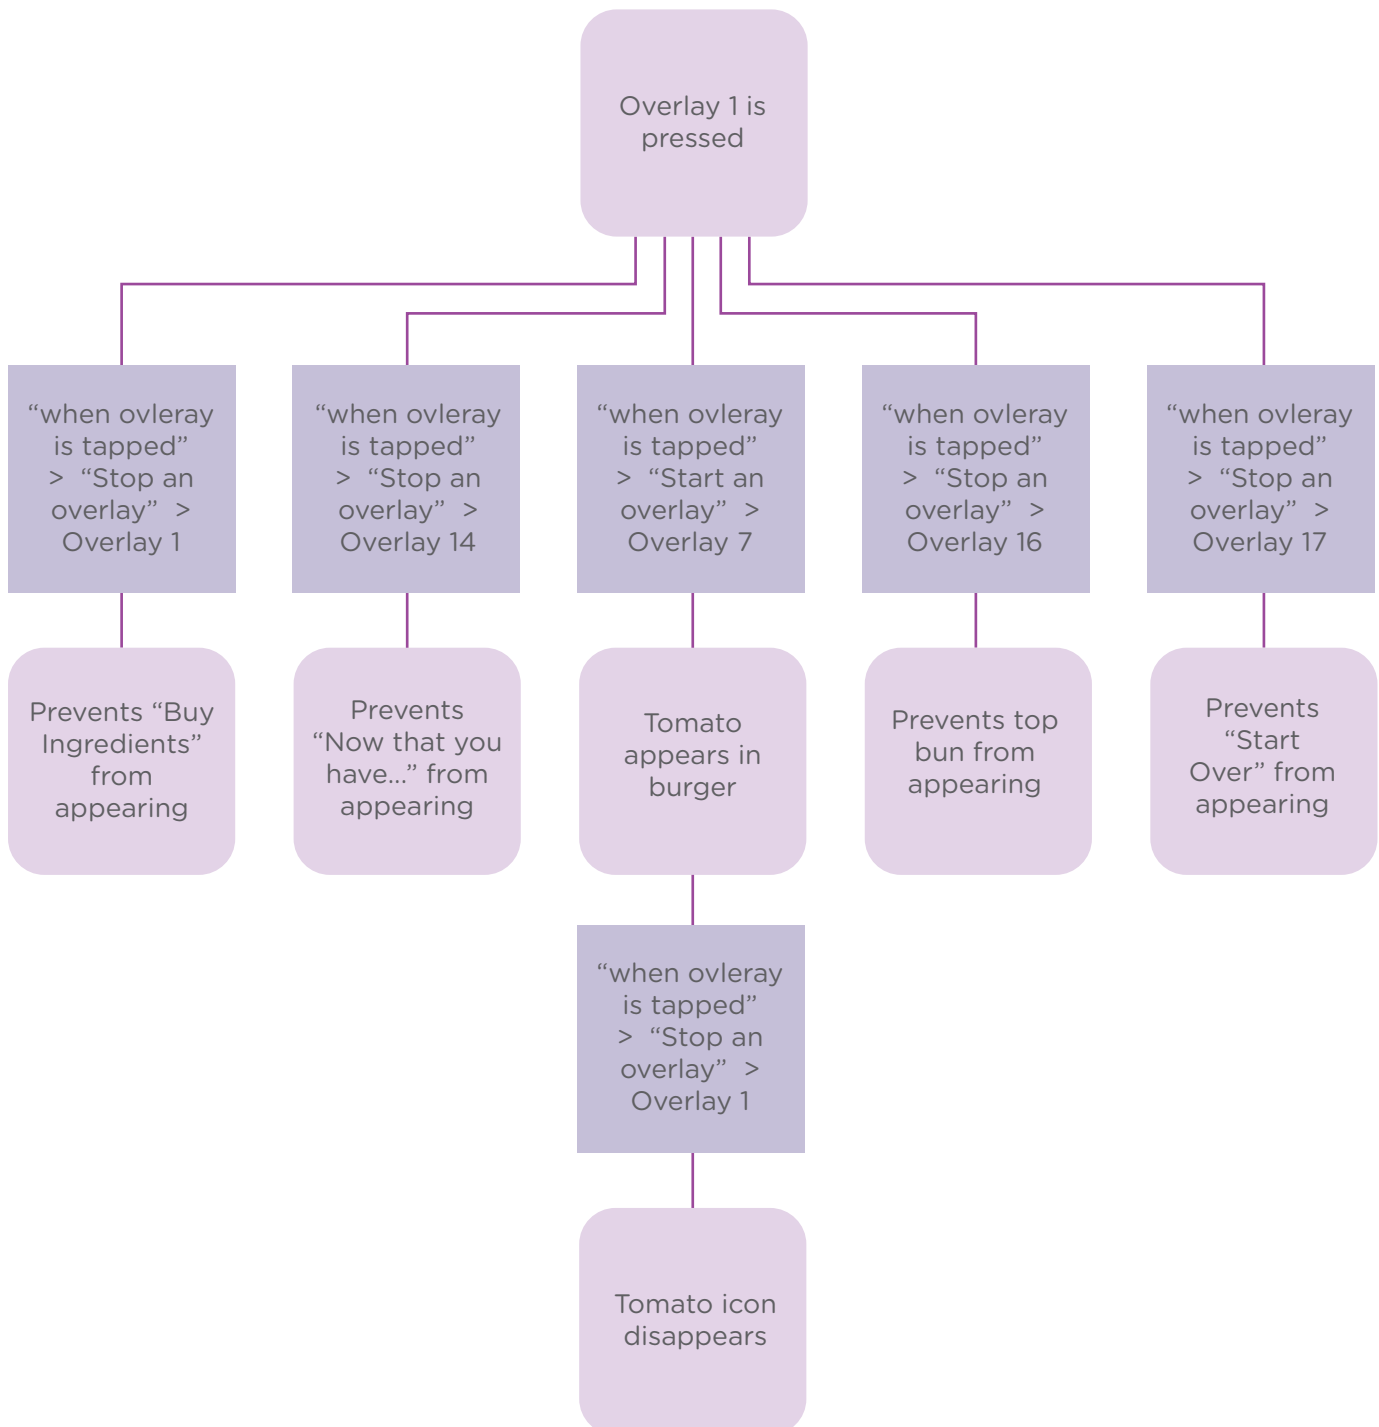 Overlay 1 is
pressed
“when ovleray
is tapped”
> “Stop an
overlay” >
Overlay 1
“when ovleray
is tapped”
> “Stop an
overlay” >
Overlay 14
“when ovleray
is tapped”
> “Start an
overlay” >
Overlay 7
“when ovleray
is tapped”
> “Stop an
overlay” >
Overlay 16
“when ovleray
is tapped”
> “Stop an
overlay” >
Overlay 17
Prevents “Buy
Ingredients”
from
appearing
Prevents
“Now that you
have...” from
appearing
Tomato
appears in
burger
Prevents top
bun from
appearing
Prevents
“Start
Over” from
appearing
“when ovleray
is tapped”
> “Stop an
overlay” >
Overlay 1
Tomato icon
disappears